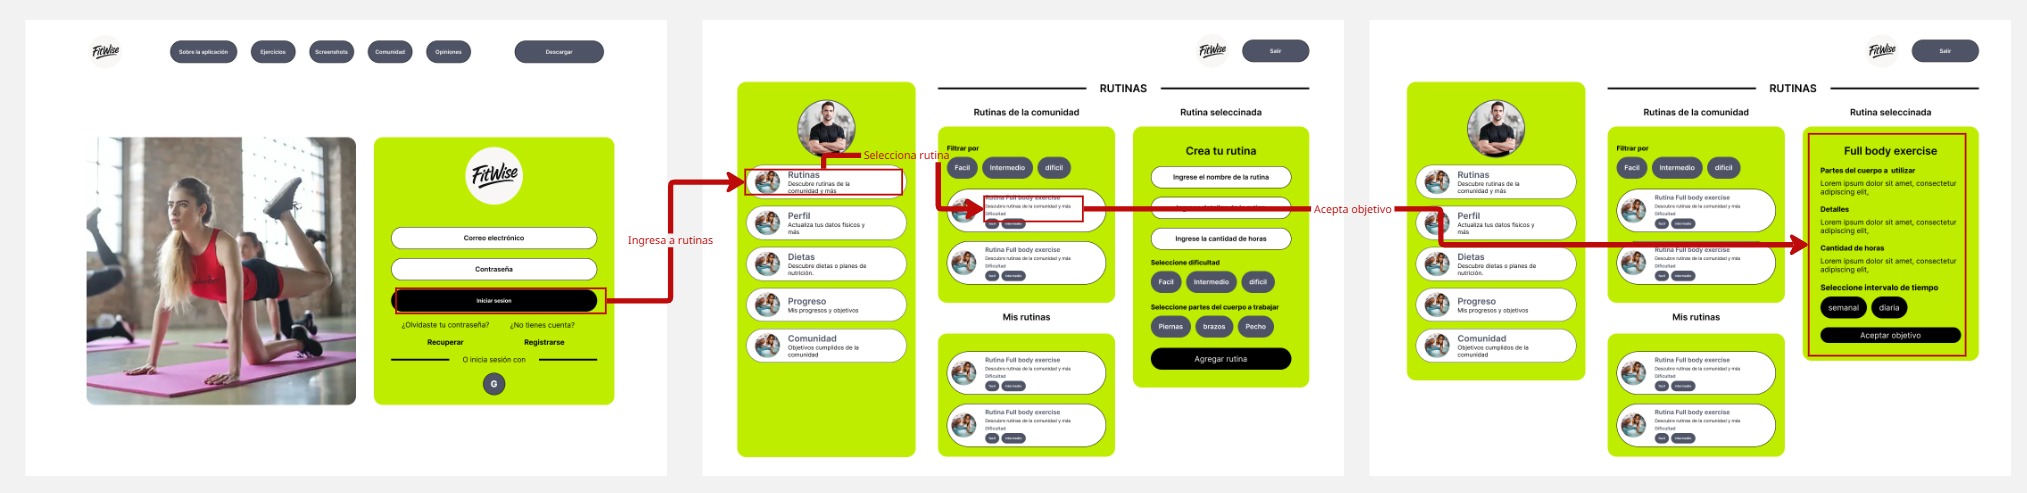 FitWise
Sobre la aplicación
Ejercicios
Screenshots
Comunidad
Opiniones
Descargar
FitWise
Correo electrónico
Contraseña
Iniciar sesion
¿Olvidaste tu contraseña?
¿No tienes cuenta?
Recuperar
Registrarse
O inicia sesión con
G
Ingresa a rutinas
FitWise
Salir
Rutinas
Descubre rutinas de la
comunidad y más
Perfil
Actualiza tus datos físicos y
más
Dietas
Descubre dietas o planes de
nutrición.
Progreso
Mis progresos y objetivos
Comunidad
Objetivos cumplidos de la
comunidad
Selecciona rutina
RUTINAS
Rutinas de la comunidad
Filtrar por
Facil
Intermedio
dificil
Rutina Full body exercise
Descubre rutinas de la comunidad y más
Dificultad
facil
Intermedio
Rutina Full body exercise
Descubre rutinas de la comunidad y más
Dificultad
facil
Intermedio
Mis rutinas
Rutina Full body exercise
Descubre rutinas de la comunidad y más
Dificultad
facil
Intermedio
Rutina Full body exercise
Descubre rutinas de la comunidad y más
Dificultad
facil
Intermedio
Rutina seleccinada
Crea tu rutina
Ingrese el nombre de la rutina
Ingrese la cantidad de horas
Seleccione dificultad
Facil
Intermedio
dificil
Seleccione partes del cuerpo a trabajar
Piernas
brazos
Pecho
Agregar rutina
Acepta objetivo
FitWise
Salir
Rutinas
Descubre rutinas de la
comunidad y más
Perfil
Actualiza tus datos físicos y
más
Dietas
Descubre dietas o planes de
nutrición.
Progreso
Mis progresos y objetivos
Comunidad
Objetivos cumplidos de la
comunidad
RUTINAS
Rutinas de la comunidad
Filtrar por
Facil
Intermedio
dificil
Rutina Full body exercise
Descubre rutinas de la comunidad y más
Dificultad
facil
Intermedio
Rutina Full body exercise
Descubre rutinas de la comunidad y más
Dificultad
facil
Intermedio
Mis rutinas
Rutina Full body exercise
Descubre rutinas de la comunidad y más
Dificultad
facil
Intermedio
Rutina Full body exercise
Descubre rutinas de la comunidad y más
Dificultad
facil
Intermedio
Rutina seleccinada
Full body exercise
Partes del cuerpo a utilizar
Lorem ipsum dolor sit amet, consectetur
adipiscing elit,
Detalles
Lorem ipsum dolor sit amet, consectetur
adipiscing elit,
Cantidad de horas
Lorem ipsum dolor sit amet, consectetur
adipiscing elit,
Seleccione intervalo de tiempo
semanal
diaria
Aceptar objetivo